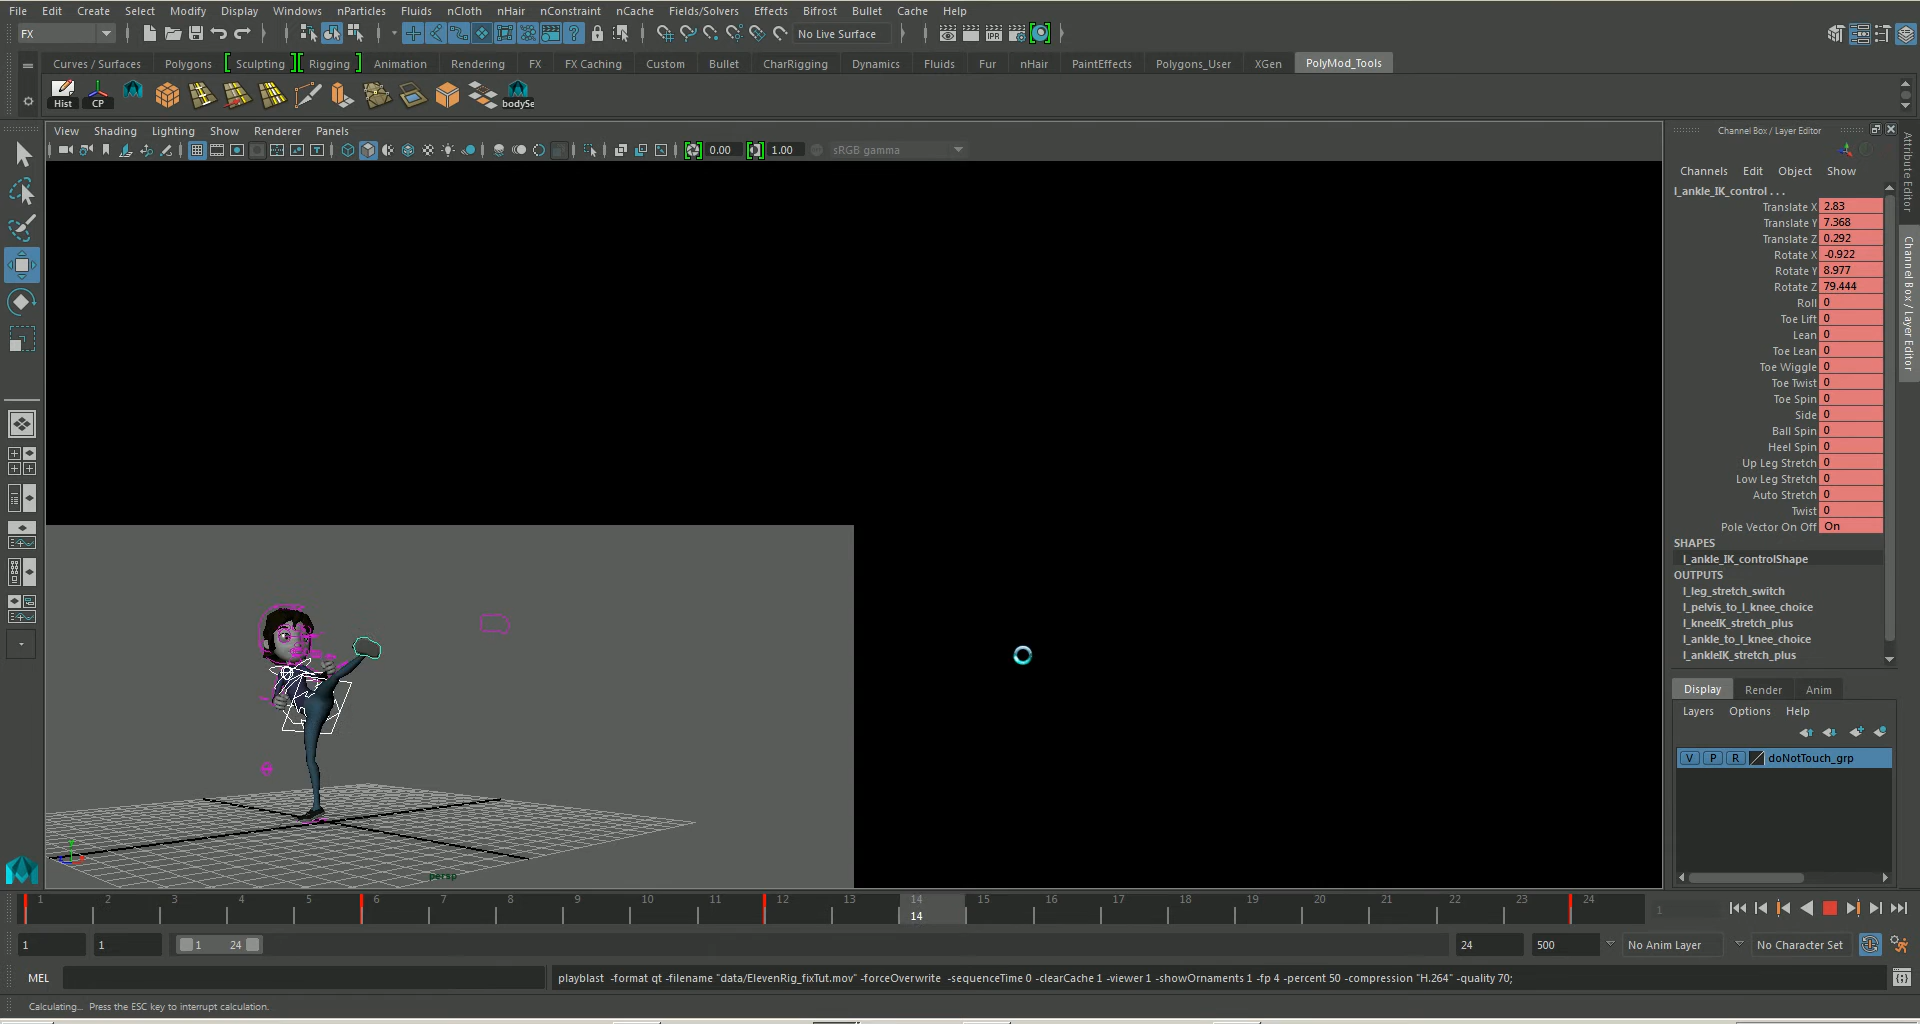 File Edit Create Select Modify Display Windows nParticles Fluids nCloth nHair nConstraint nCache Fields/Solvers Effects Bifrost Bullet Cache Help
FX No Live Surface
Curves / Surfaces Polygons Sculpting Rigging Animation Rendering FX FX Caching Custom Bullet CharRigging Dynamics Fluids Fur nHair PaintEffects Polygons_User XGen PolyMod_Tools
Hist CP bodySe
View Shading Lighting Show Renderer Panels
0.00 1.00 sRGB gamma
Channel Box / Layer Editor
Channels Edit Object Show
l_ankle_IK_control . . .
Translate X 2.83
Translate Y 7.368
Translate Z 0.292
Rotate X -0.922
Rotate Y 8.977
Rotate Z 79.444
Roll 0
Toe Lift 0
Lean 0
Toe Lean 0
Toe Wiggle 0
Toe Twist 0
Toe Spin 0
Side 0
Ball Spin 0
Heel Spin 0
Up Leg Stretch 0
Low Leg Stretch 0
Auto Stretch 0
Twist 0
Pole Vector On Off On
SHAPES
l_ankle_IK_controlShape
OUTPUTS
l_leg_stretch_switch
l_pelvis_to_l_knee_choice
l_kneeIK_stretch_plus
l_ankle_to_l_knee_choice
l_ankleIK_stretch_plus
Display Render Anim
Layers Options Help
V P R doNotTouch_grp
Attribute Editor
Channel Box / Layer Editor
persp
1 2 3 4 5 6 7 8 9 10 11 12 13 14 15 16 17 18 19 20 21 22 23 24
14
1
1 1 1 24 24 500 No Anim Layer No Character Set
MEL playblast -format qt -filename "data/ElevenRig_fixTut.mov" -forceOverwrite -sequenceTime 0 -clearCache 1 -viewer 1 -showOrnaments 1 -fp 4 -percent 50 -compression "H.264" -quality 70;
Calculating... Press the ESC key to interrupt calculation.